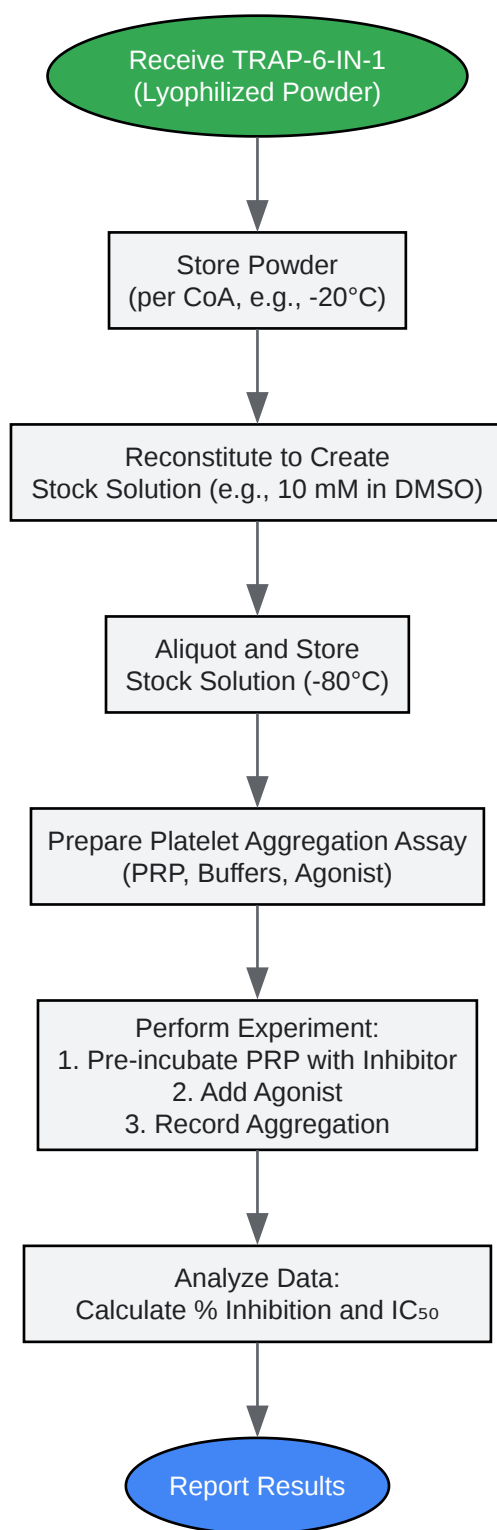 Receive TRAP-6-IN-1
(Lyophilized Powder)
Store Powder
(per CoA, e.g., -20°C)
Reconstitute to Create
Stock Solution (e.g., 10 mM in DMSO)
Aliquot and Store
Stock Solution (-80°C)
Prepare Platelet Aggregation Assay
(PRP, Buffers, Agonist)
Perform Experiment:
1. Pre-incubate PRP with Inhibitor
2. Add Agonist
3. Record Aggregation
Analyze Data:
Calculate % Inhibition and IC₅₀
Report Results